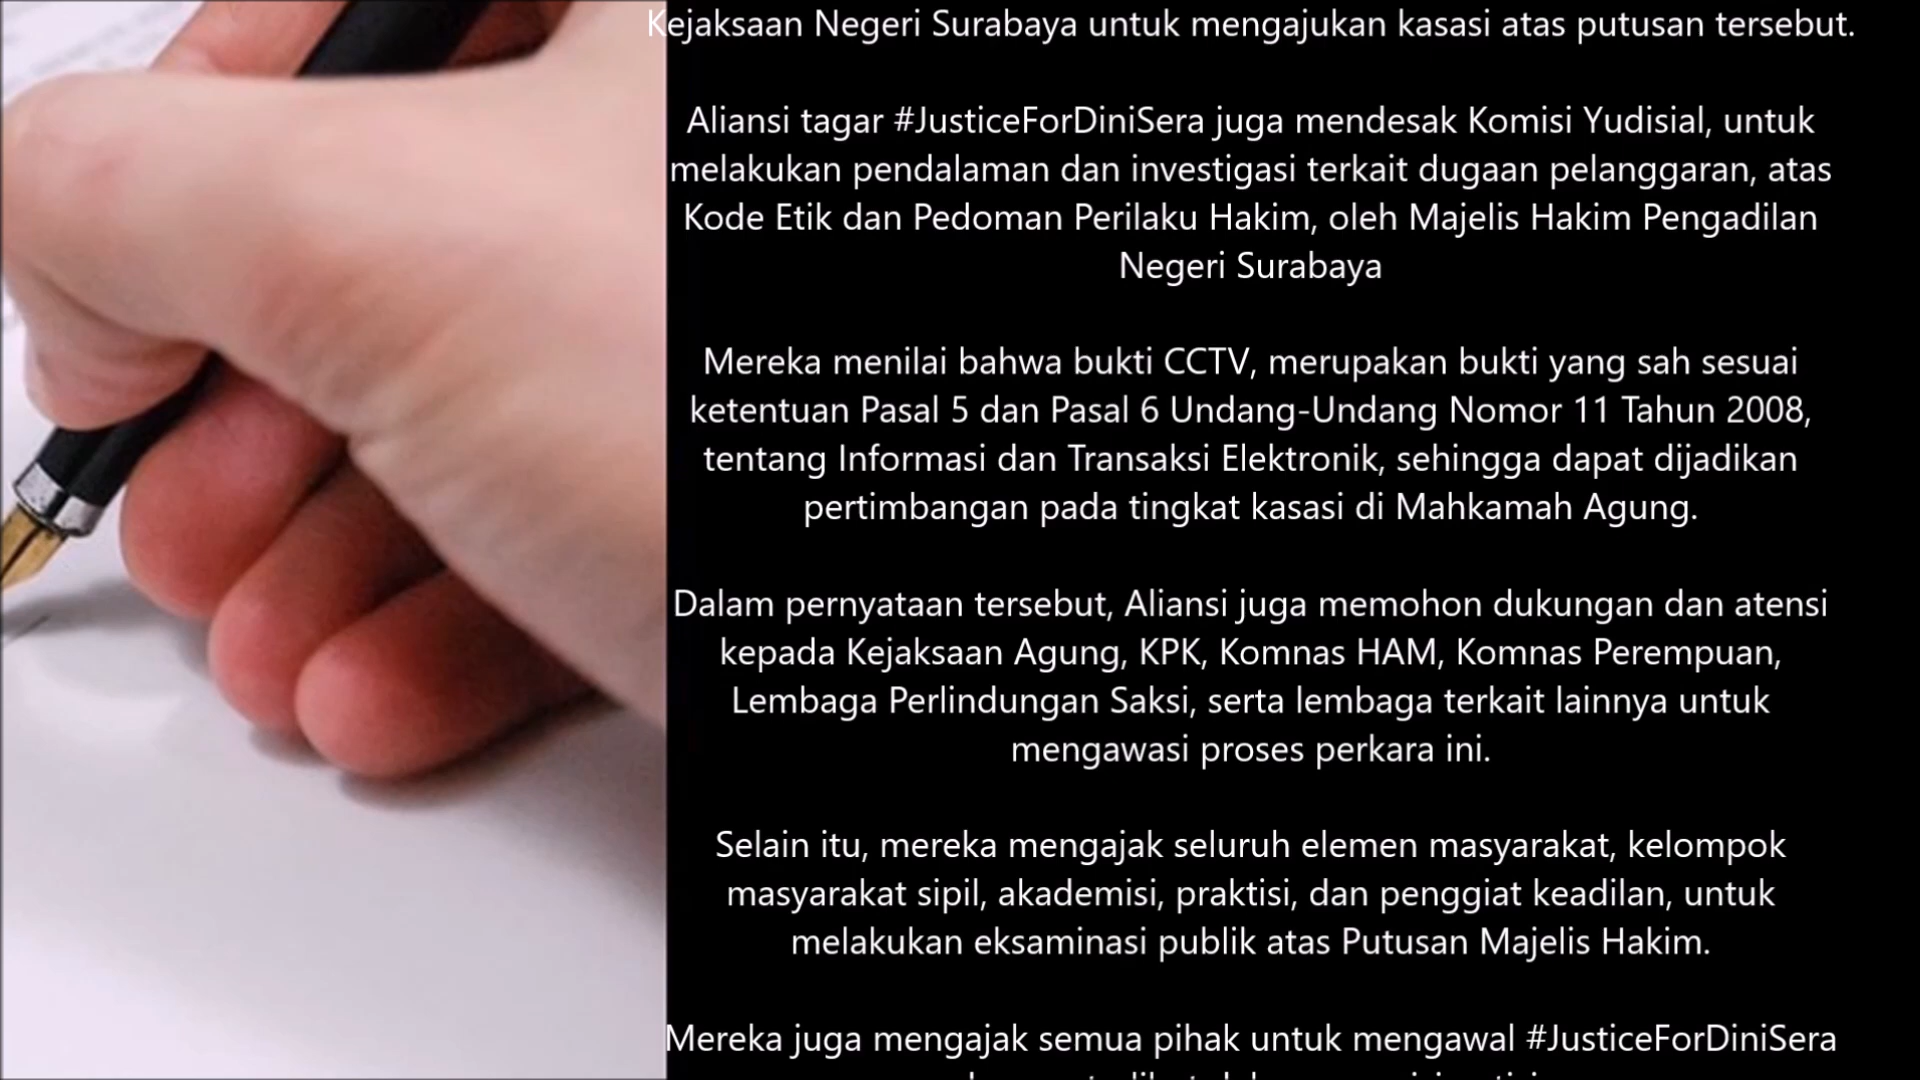 Kejaksaan Negeri Surabaya untuk mengajukan kasasi atas putusan tersebut.
Aliansi tagar #JusticeForDiniSera juga mendesak Komisi Yudisial, untuk
melakukan pendalaman dan investigasi terkait dugaan pelanggaran, atas
Kode Etik dan Pedoman Perilaku Hakim, oleh Majelis Hakim Pengadilan
Negeri Surabaya
Mereka menilai bahwa bukti CCTV, merupakan bukti yang sah sesuai
ketentuan Pasal 5 dan Pasal 6 Undang-Undang Nomor 11 Tahun 2008,
tentang Informasi dan Transaksi Elektronik, sehingga dapat dijadikan
pertimbangan pada tingkat kasasi di Mahkamah Agung.
Dalam pernyataan tersebut, Aliansi juga memohon dukungan dan atensi
kepada Kejaksaan Agung, KPK, Komnas HAM, Komnas Perempuan,
Lembaga Perlindungan Saksi, serta lembaga terkait lainnya untuk
mengawasi proses perkara ini.
Selain itu, mereka mengajak seluruh elemen masyarakat, kelompok
masyarakat sipil, akademisi, praktisi, dan penggiat keadilan, untuk
melakukan eksaminasi publik atas Putusan Majelis Hakim.
Mereka juga mengajak semua pihak untuk mengawal #JusticeForDiniSera